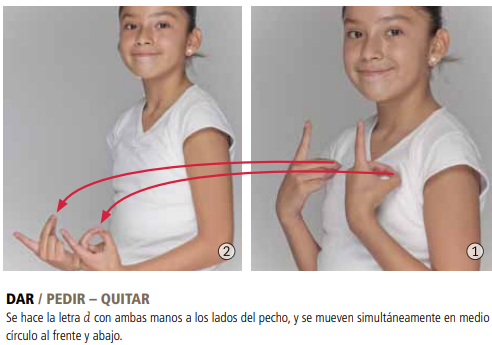 2
1
DAR / PEDIR – QUITAR
Se hace la letra d con ambas manos a los lados del pecho, y se mueven simultáneamente en medio
círculo al frente y abajo.